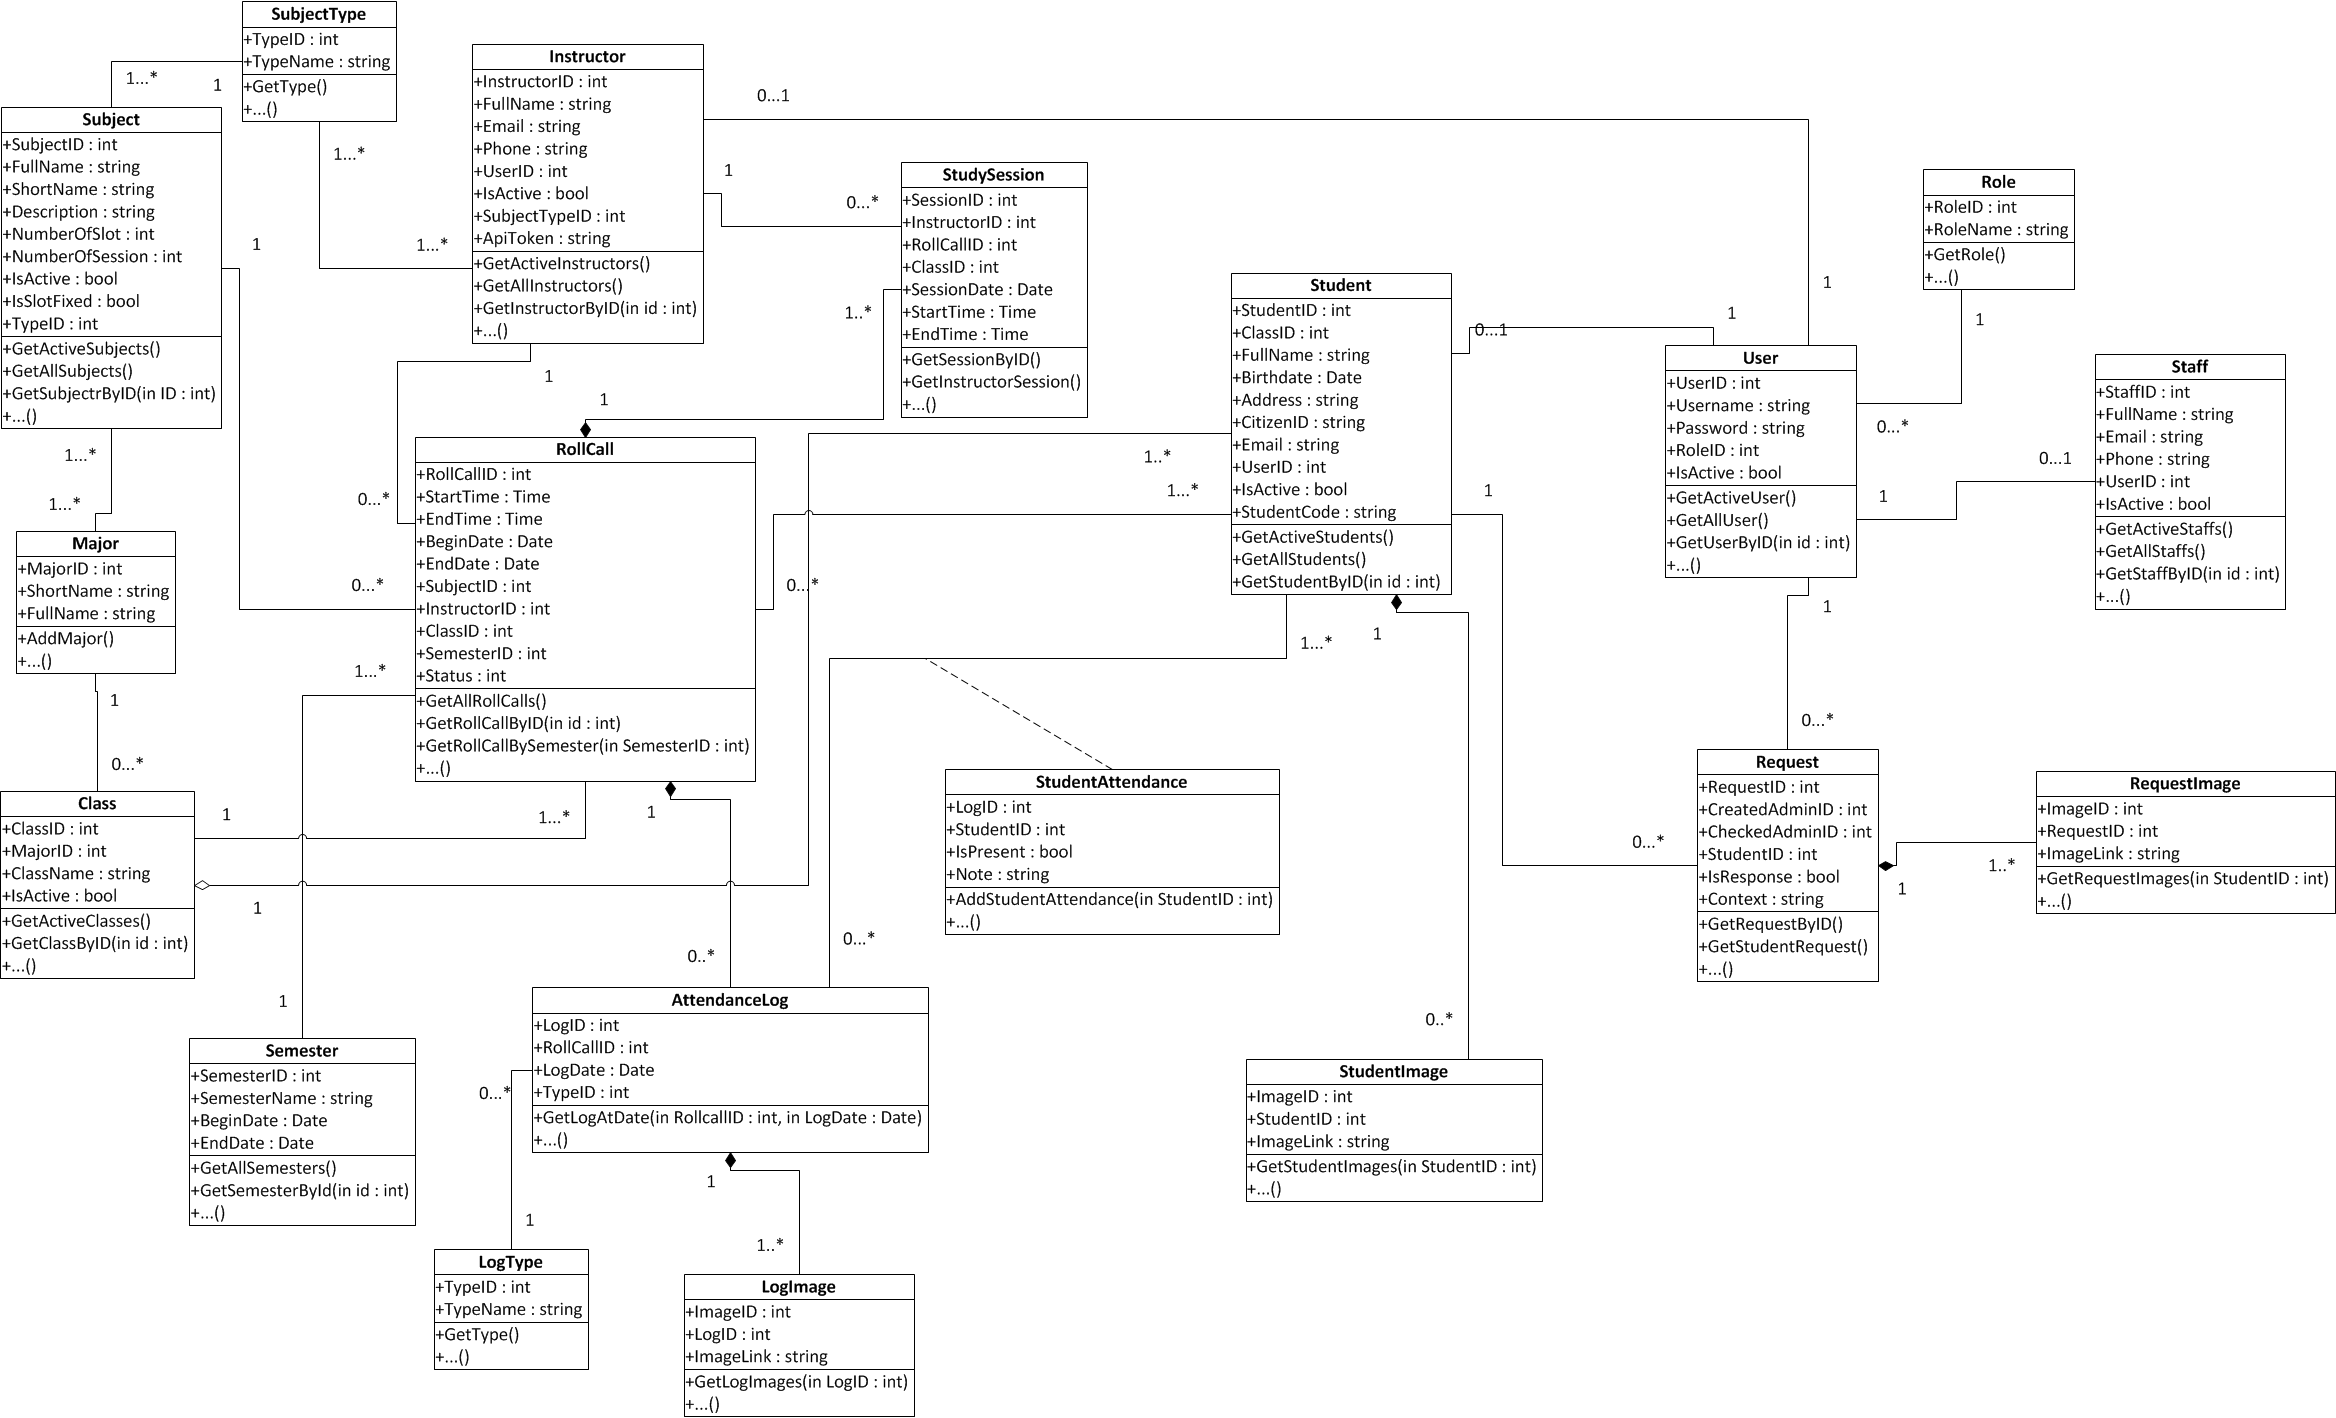 SubjectType
+TypeID : int
+TypeName : string
+GetType()
+...()
1...*
1
1...*
1...*
Subject
+SubjectID : int
+FullName : string
+ShortName : string
+Description : string
+NumberOfSlot : int
+NumberOfSession : int
+IsActive : bool
+IsSlotFixed : bool
+TypeID : int
+GetActiveSubjects()
+GetAllSubjects()
+GetSubjectrByID(in ID : int)
+...()
1
0...*
1...*
1...*
Instructor
+InstructorID : int
+FullName : string
+Email : string
+Phone : string
+UserID : int
+IsActive : bool
+SubjectTypeID : int
+ApiToken : string
+GetActiveInstructors()
+GetAllInstructors()
+GetInstructorByID(in id : int)
+...()
0...1
1
1
0...*
1
0...*
StudySession
+SessionID : int
+InstructorID : int
+RollCallID : int
+ClassID : int
+SessionDate : Date
+StartTime : Time
+EndTime : Time
+GetSessionByID()
+GetInstructorSession()
+...()
1..*
1
Role
+RoleID : int
+RoleName : string
+GetRole()
+...()
1
0...*
Student
+StudentID : int
+ClassID : int
+FullName : string
+Birthdate : Date
+Address : string
+CitizenID : string
+Email : string
+UserID : int
+IsActive : bool
+StudentCode : string
+GetActiveStudents()
+GetAllStudents()
+GetStudentByID(in id : int)
0...1
1
1..*
1...*
0...*
1
1...*
1
User
+UserID : int
+Username : string
+Password : string
+RoleID : int
+IsActive : bool
+GetActiveUser()
+GetAllUser()
+GetUserByID(in id : int)
+...()
1
0...1
1
0...*
Staff
+StaffID : int
+FullName : string
+Email : string
+Phone : string
+UserID : int
+IsActive : bool
+GetActiveStaffs()
+GetAllStaffs()
+GetStaffByID(in id : int)
+...()
RollCall
+RollCallID : int
+StartTime : Time
+EndTime : Time
+BeginDate : Date
+EndDate : Date
+SubjectID : int
+InstructorID : int
+ClassID : int
+SemesterID : int
+Status : int
+GetAllRollCalls()
+GetRollCallByID(in id : int)
+GetRollCallBySemester(in SemesterID : int)
+...()
1...*
1...*
1
Major
+MajorID : int
+ShortName : string
+FullName : string
+AddMajor()
+...()
1
0...*
Class
+ClassID : int
+MajorID : int
+ClassName : string
+IsActive : bool
+GetActiveClasses()
+GetClassByID(in id : int)
+...()
1
1
1
StudentAttendance
+LogID : int
+StudentID : int
+IsPresent : bool
+Note : string
+AddStudentAttendance(in StudentID : int)
+...()
Request
+RequestID : int
+CreatedAdminID : int
+CheckedAdminID : int
+StudentID : int
+IsResponse : bool
+Context : string
+GetRequestByID()
+GetStudentRequest()
+...()
0...*
1
1..*
RequestImage
+ImageID : int
+RequestID : int
+ImageLink : string
+GetRequestImages(in StudentID : int)
+...()
0..*
0...*
AttendanceLog
+LogID : int
+RollCallID : int
+LogDate : Date
+TypeID : int
+GetLogAtDate(in RollcallID : int, in LogDate : Date)
+...()
0...*
1
1
1..*
Semester
+SemesterID : int
+SemesterName : string
+BeginDate : Date
+EndDate : Date
+GetAllSemesters()
+GetSemesterById(in id : int)
+...()
0..*
StudentImage
+ImageID : int
+StudentID : int
+ImageLink : string
+GetStudentImages(in StudentID : int)
+...()
LogType
+TypeID : int
+TypeName : string
+GetType()
+...()
LogImage
+ImageID : int
+LogID : int
+ImageLink : string
+GetLogImages(in LogID : int)
+...()